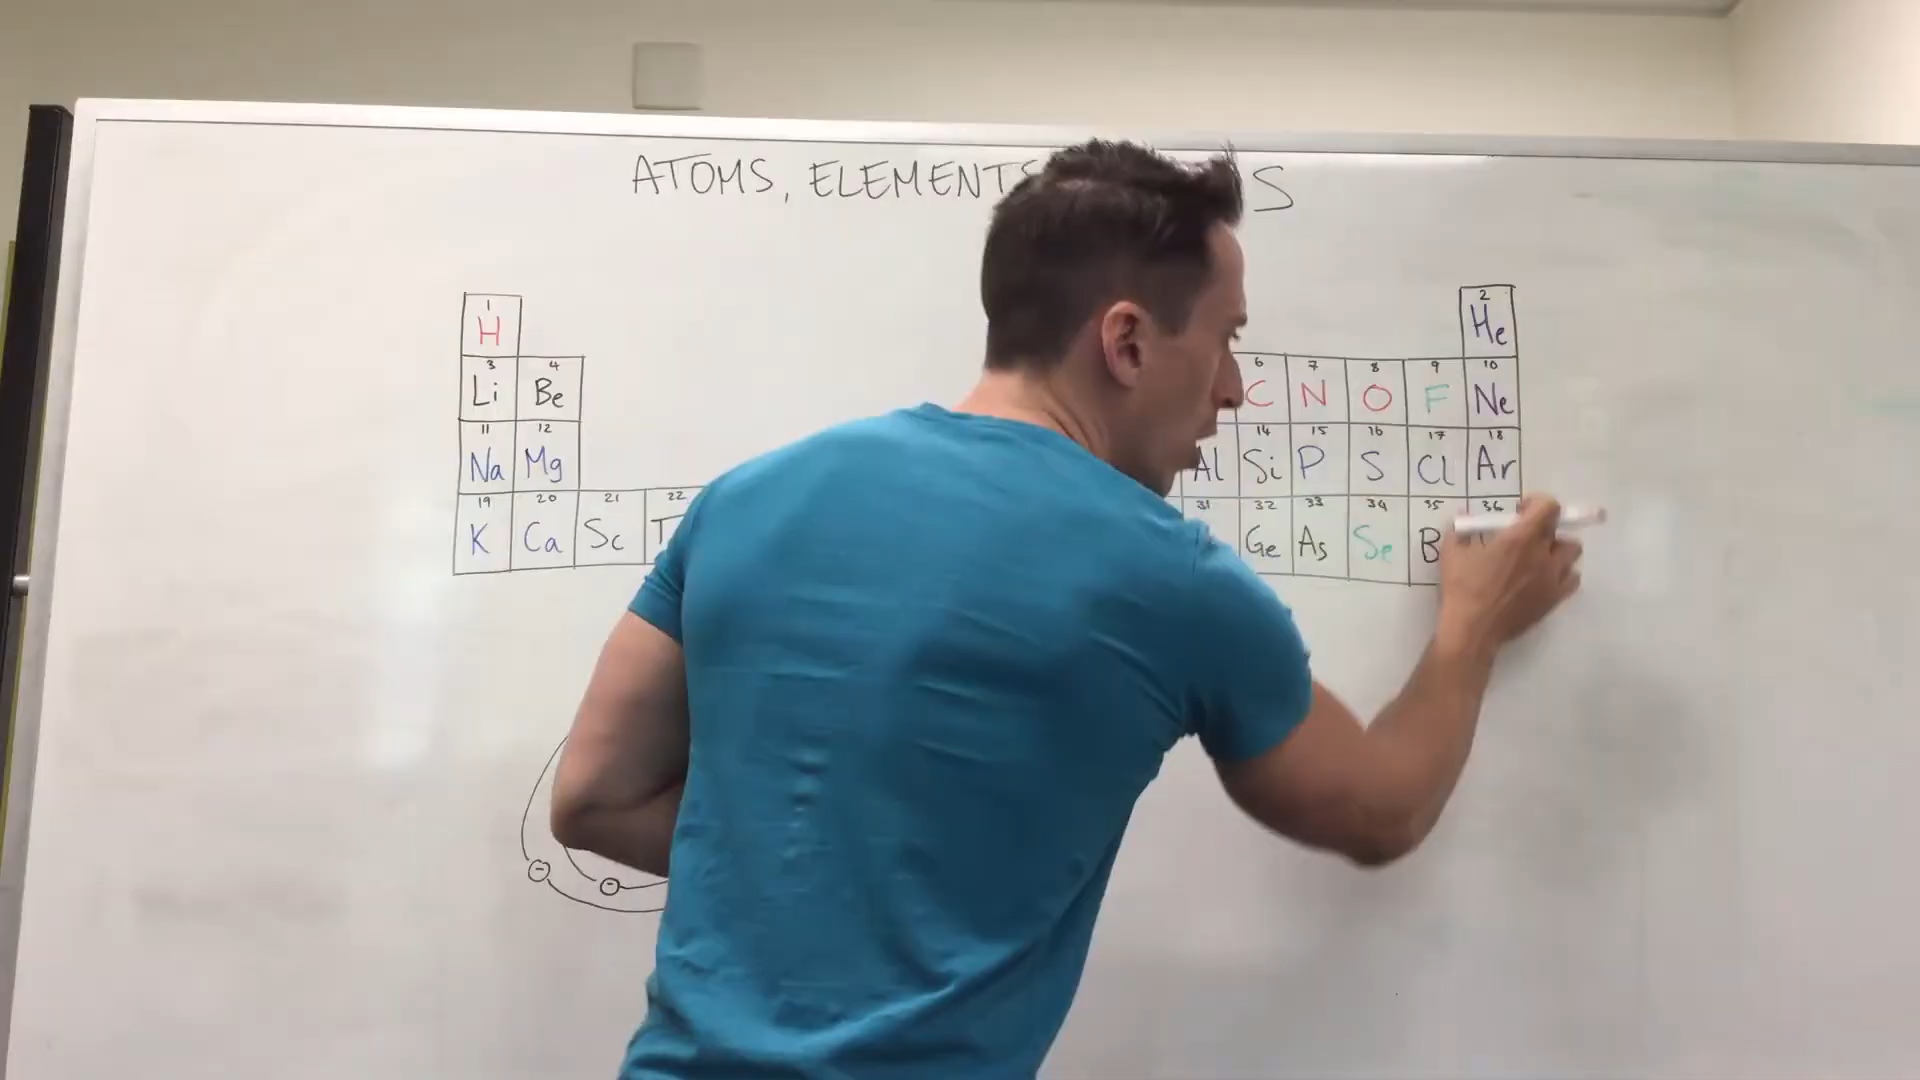 ATOMS, ELEMENTS S
1 2
H He
3 4 6 7 8 9 10
Li Be C N O F Ne
11 12 14 15 16 17 18
Na Mg Al Si P S Cl Ar
19 20 21 22 31 32 33 34 35 36
K Ca Sc Ge As Se
- -